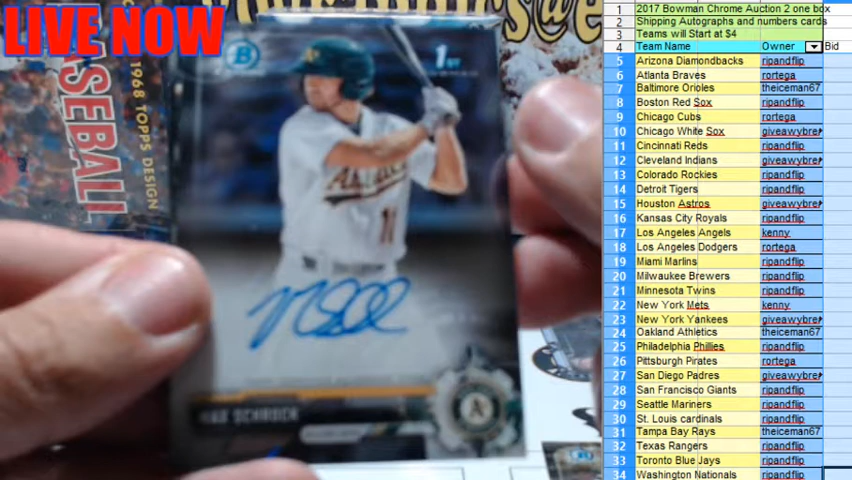 LIVE NOW
BASEBALL
1968 TOPPS DESIGN
1ST
B
A's
Athletics
11
MAX SCHROCK
A's
1 2017 Bowman Chrome Auction 2 one box
2 Shipping Autographs and numbers cards
3 Teams will Start at $4
4 Team Name Owner Bid
5 Arizona Diamondbacks ripandflip
6 Atlanta Braves rortega
7 Baltimore Orioles theiceman67
8 Boston Red Sox ripandflip
9 Chicago Cubs rortega
10 Chicago White Sox giveawybre
11 Cincinnati Reds ripandflip
12 Cleveland Indians giveawybre
13 Colorado Rockies ripandflip
14 Detroit Tigers ripandflip
15 Houston Astros giveawybre
16 Kansas City Royals ripandflip
17 Los Angeles Angels kenny
18 Los Angeles Dodgers rortega
19 Miami Marlins ripandflip
20 Milwaukee Brewers ripandflip
21 Minnesota Twins ripandflip
22 New York Mets kenny
23 New York Yankees giveawybre
24 Oakland Athletics theiceman67
25 Philadelphia Phillies ripandflip
26 Pittsburgh Pirates rortega
27 San Diego Padres giveawybre
28 San Francisco Giants ripandflip
29 Seattle Mariners ripandflip
30 St. Louis cardinals ripandflip
31 Tampa Bay Rays theiceman67
32 Texas Rangers ripandflip
33 Toronto Blue Jays ripandflip
34 Washington Nationals ripandflip